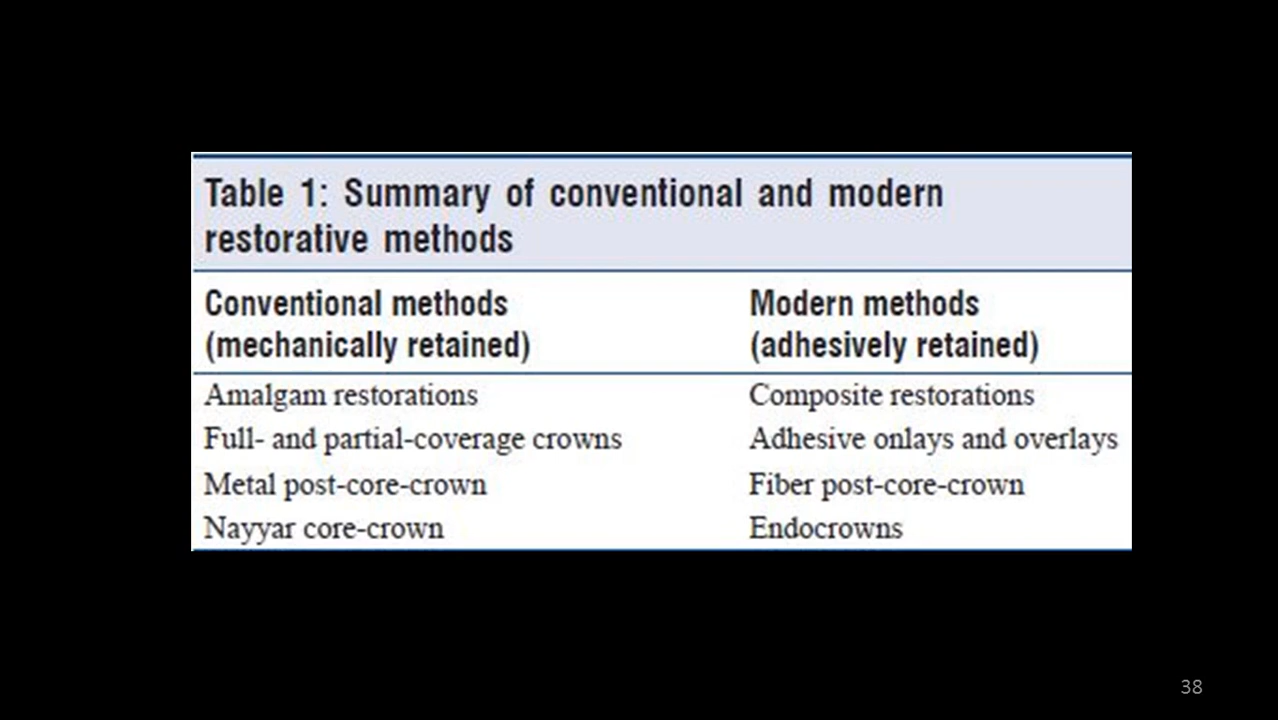 Table 1: Summary of conventional and modern
restorative methods
Conventional methods
(mechanically retained)
Modern methods
(adhesively retained)
Amalgam restorations
Composite restorations
Full- and partial-coverage crowns
Adhesive onlays and overlays
Metal post-core-crown
Fiber post-core-crown
Nayyar core-crown
Endocrowns
38